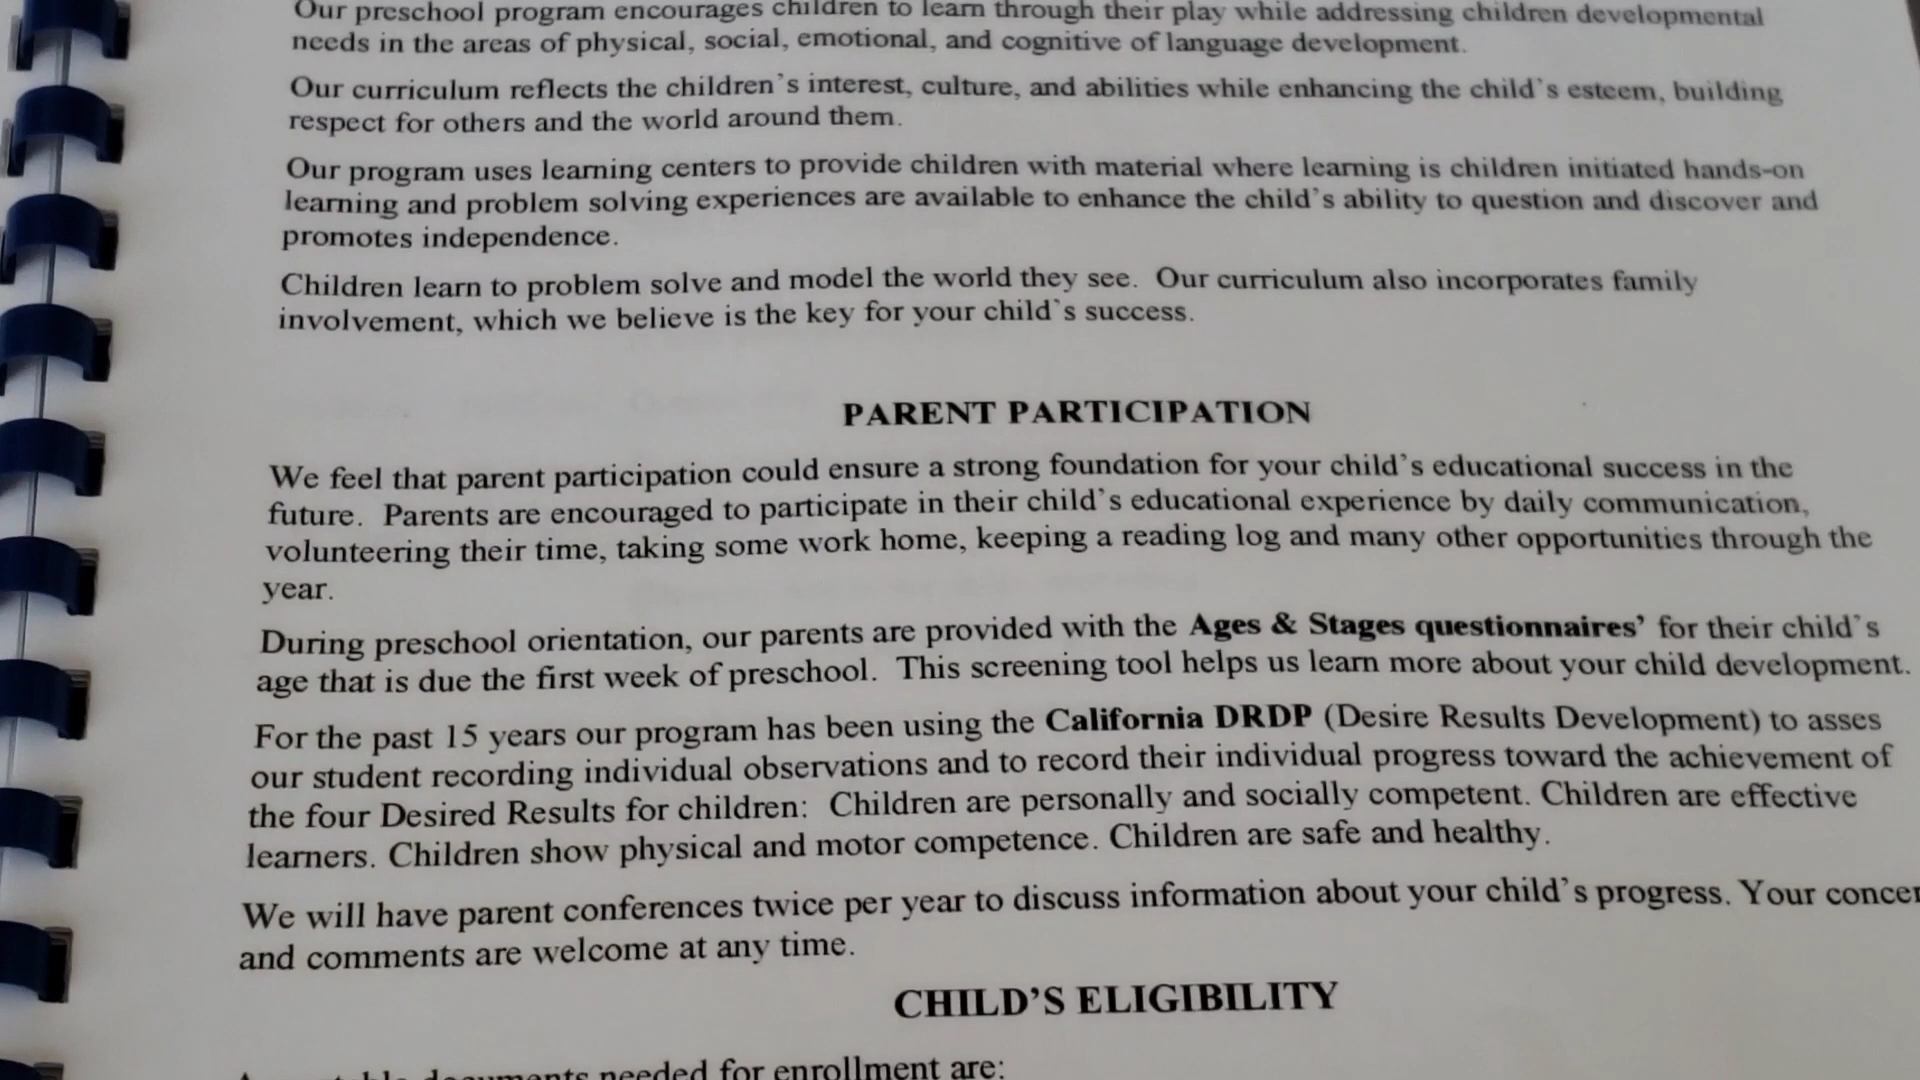 Our preschool program encourages children to learn through their play while addressing children developmental
needs in the areas of physical, social, emotional, and cognitive of language development.
Our curriculum reflects the children's interest, culture, and abilities while enhancing the child's esteem, building
respect for others and the world around them.
Our program uses learning centers to provide children with material where learning is children initiated hands-on
learning and problem solving experiences are available to enhance the child's ability to question and discover and
promotes independence.
Children learn to problem solve and model the world they see. Our curriculum also incorporates family
involvement, which we believe is the key for your child's success.
PARENT PARTICIPATION
We feel that parent participation could ensure a strong foundation for your child's educational success in the
future. Parents are encouraged to participate in their child's educational experience by daily communication,
volunteering their time, taking some work home, keeping a reading log and many other opportunities through the
year.
During preschool orientation, our parents are provided with the Ages & Stages questionnaires' for their child's
age that is due the first week of preschool. This screening tool helps us learn more about your child development.
For the past 15 years our program has been using the California DRDP (Desire Results Development) to asses
our student recording individual observations and to record their individual progress toward the achievement of
the four Desired Results for children: Children are personally and socially competent. Children are effective
learners. Children show physical and motor competence. Children are safe and healthy.
We will have parent conferences twice per year to discuss information about your child's progress. Your
and comments are welcome at any time.
CHILD'S ELIGIBILITY
documents needed for enrollment are: